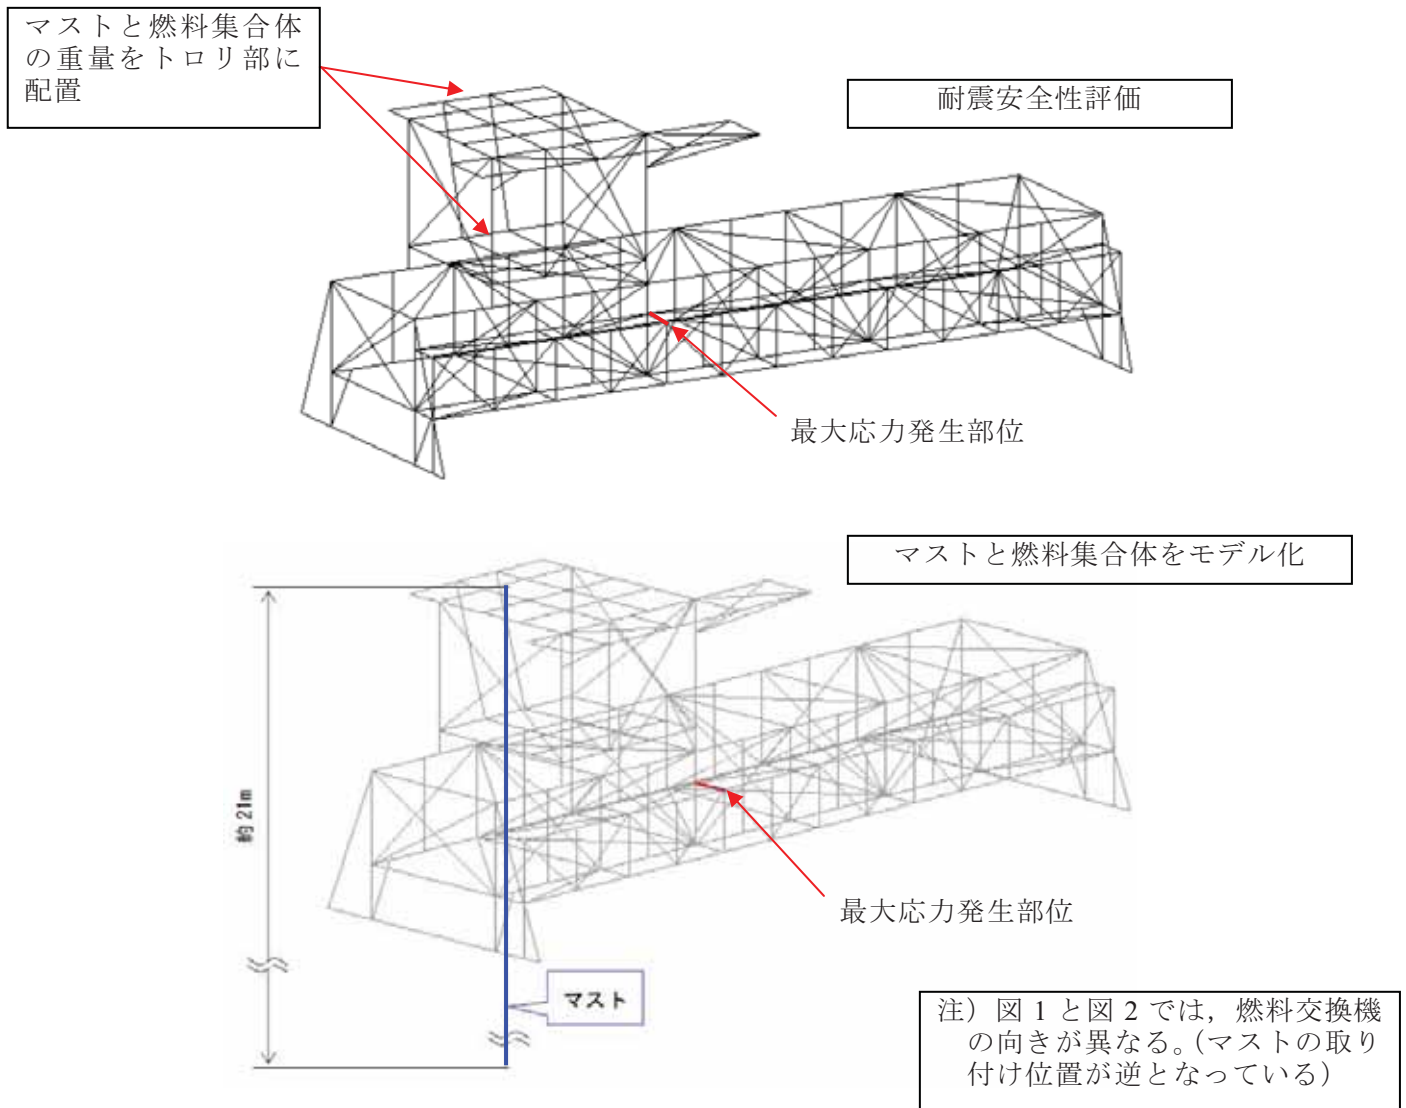 マストと燃料集合体
の重量をトロリ部に
配置
耐震安全性評価
最大応力発生部位
マストと燃料集合体をモデル化
約21m
最大応力発生部位
マスト
注）図 1 と図 2 では，燃料交換機
の向きが異なる。（マストの取り
付け位置が逆となっている）